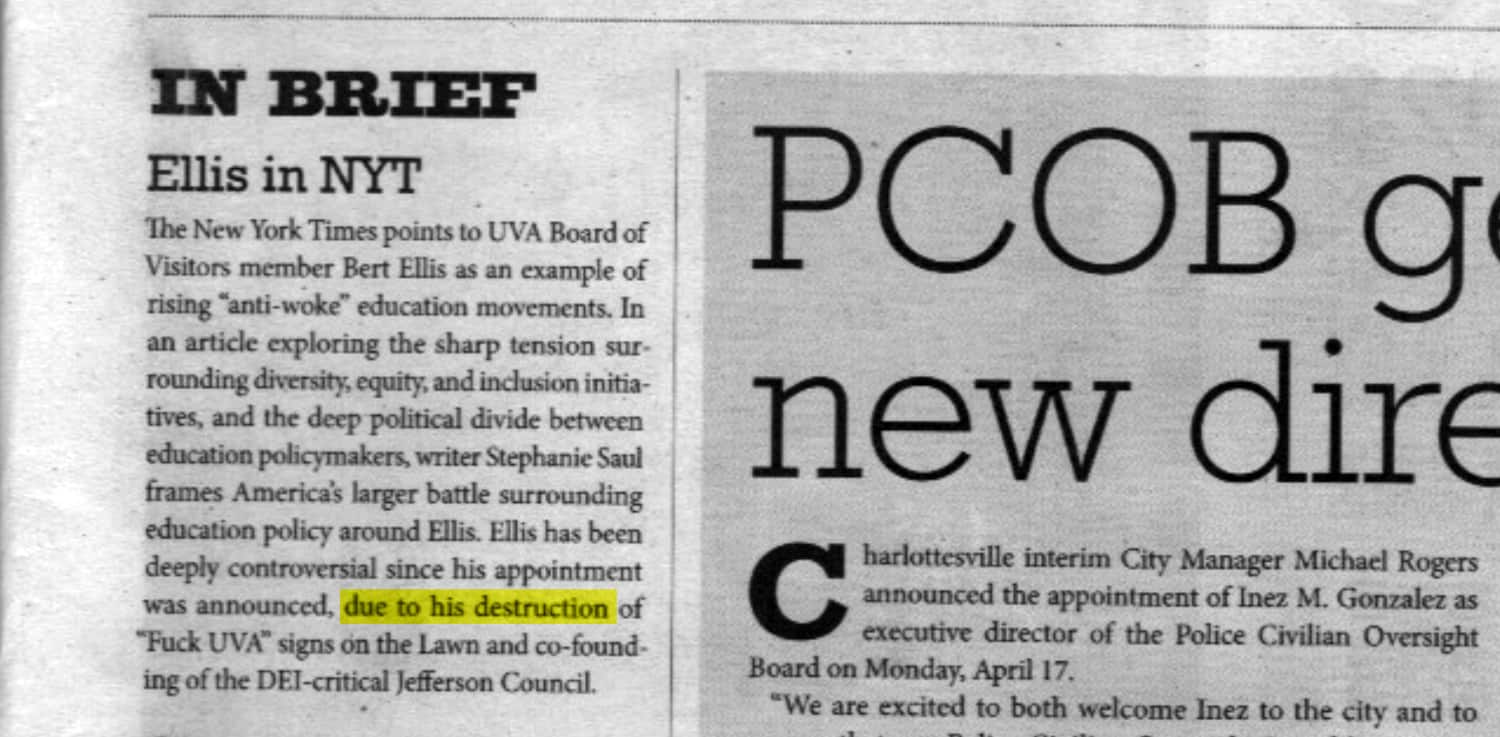 IN BRIEF
Ellis in NYT
The New York Times points to UVA Board of
Visitors member Bert Ellis as an example of
rising “anti-woke” education movements. In
an article exploring the sharp tension sur-
rounding diversity, equity, and inclusion initia-
tives, and the deep political divide between
education policymakers, writer Stephanie Saul
frames America’s larger battle surrounding
education policy around Ellis. Ellis has been
deeply controversial since his appointment
was announced, due to his destruction of
“Fuck UVA” signs on the Lawn and co-found-
ing of the DEI-critical Jefferson Council.
PCOB
new
Charlottesville interim City Manager Michael Rogers
announced the appointment of Inez M. Gonzalez as
executive director of the Police Civilian Oversight
Board on Monday, April 17.
“We are excited to both welcome Inez to the city and to